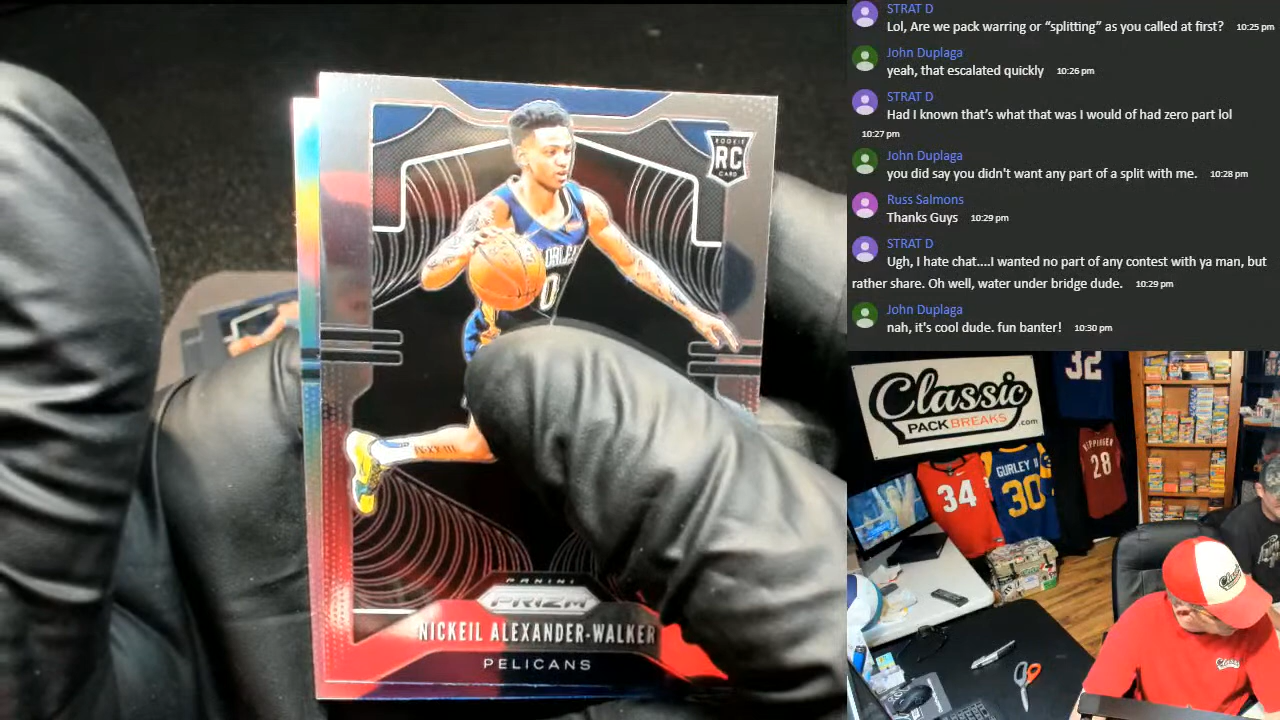 ROOKIE
RC
CARD
0
PANINI
PRIZM
NICKEIL ALEXANDER-WALKER
PELICANS
STRAT D
Lol, Are we pack warring or “splitting” as you called at first? 10:25 pm
John Duplaga
yeah, that escalated quickly 10:26 pm
STRAT D
Had I known that’s what that was I would of had zero part lol
10:27 pm
John Duplaga
you did say you didn't want any part of a split with me. 10:28 pm
Russ Salmons
Thanks Guys 10:29 pm
STRAT D
Ugh, I hate chat....I wanted no part of any contest with ya man, but
rather share. Oh well, water under bridge dude. 10:29 pm
John Duplaga
nah, it's cool dude. fun banter! 10:30 pm
Classic
PACK BREAKS.com
32
34
GURLEY II
30
28
Classic